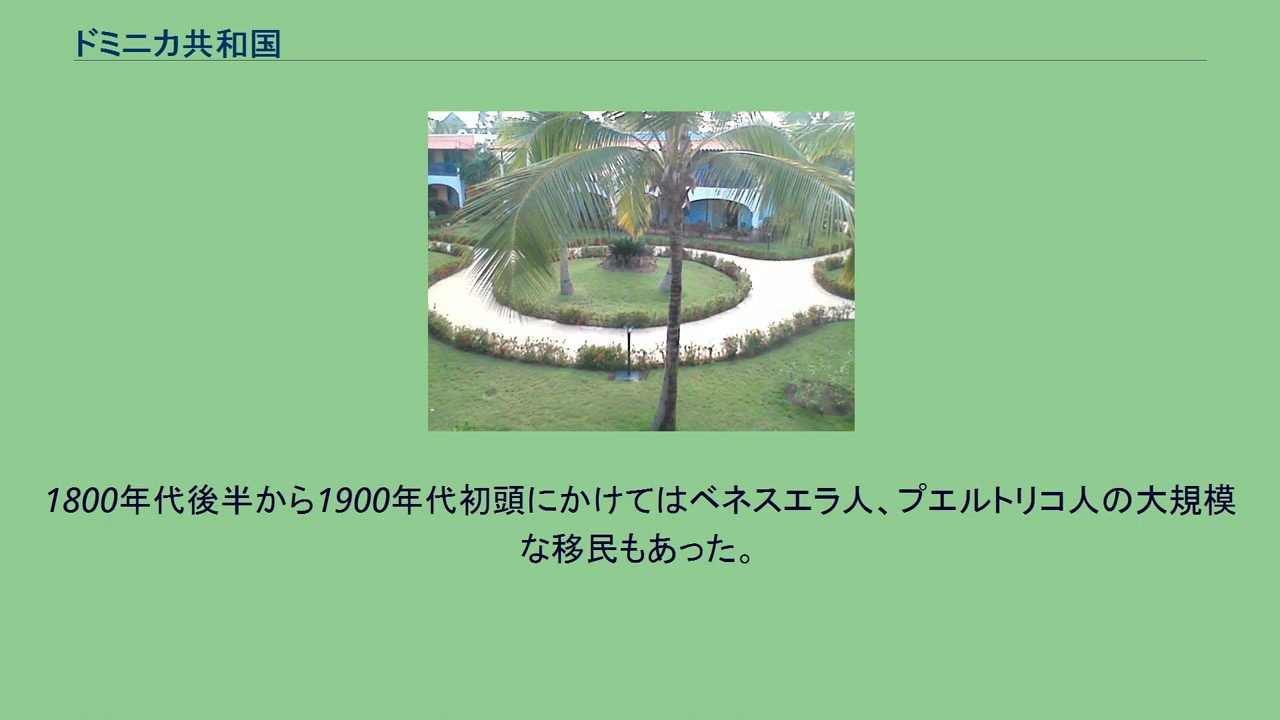 ドミニカ共和国
1800年代後半から1900年代初頭にかけてはベネスエラ人、プエルトリコ人の大規模
な移民もあった。